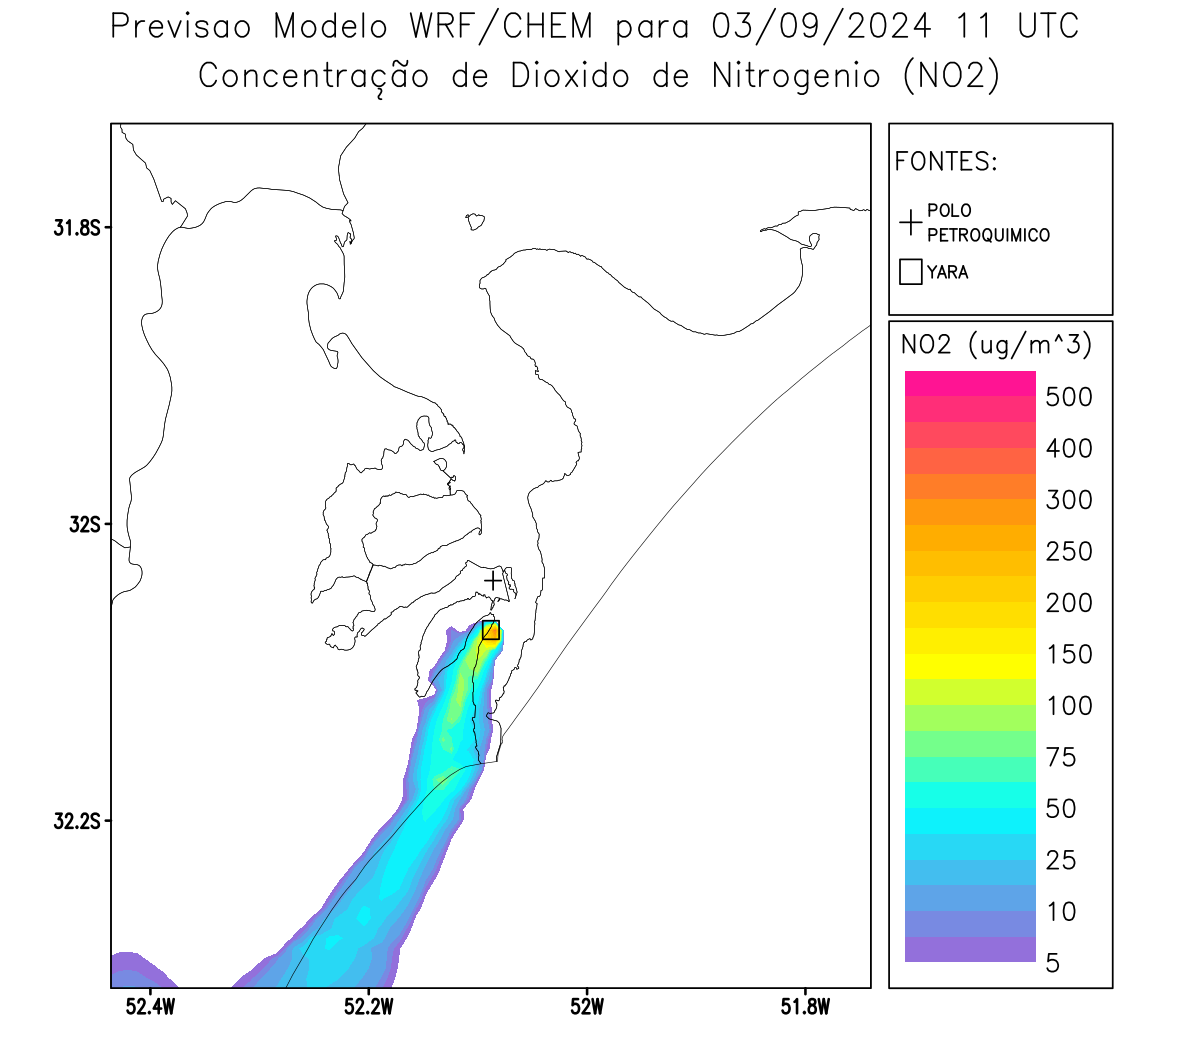 Previsao Modelo WRF/CHEM para 03/09/2024 11 UTC
Concentração de Dioxido de Nitrogenio (NO2)
FONTES:
POLO
PETROQUIMICO
YARA
NO2 (ug/m^3)
500
400
300
250
200
150
100
75
50
25
10
5
31.8S
32S
32.2S
52.4W
52.2W
52W
51.8W